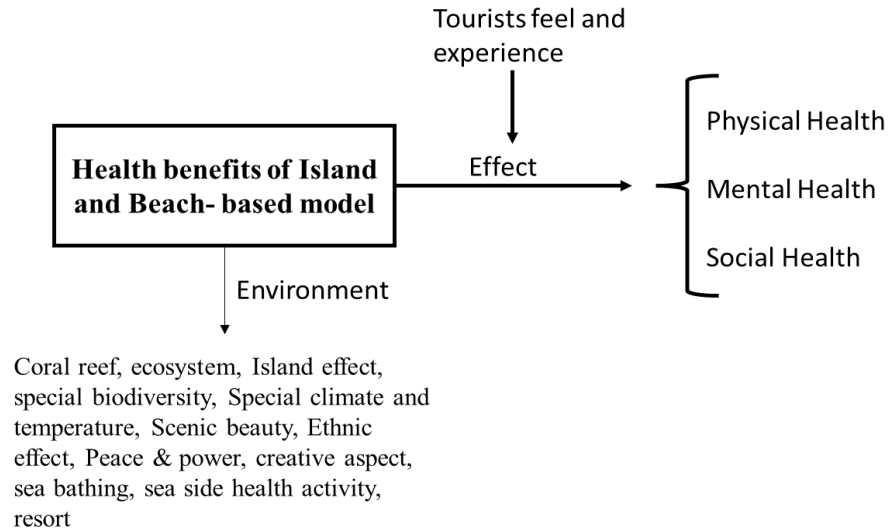 Tourists feel and
experience
Health benefits of Island
and Beach- based model
Effect
Physical Health
Mental Health
Social Health
Environment
Coral reef, ecosystem, Island effect,
special biodiversity, Special climate and
temperature, Scenic beauty, Ethnic
effect, Peace & power, creative aspect,
sea bathing, sea side health activity,
resort